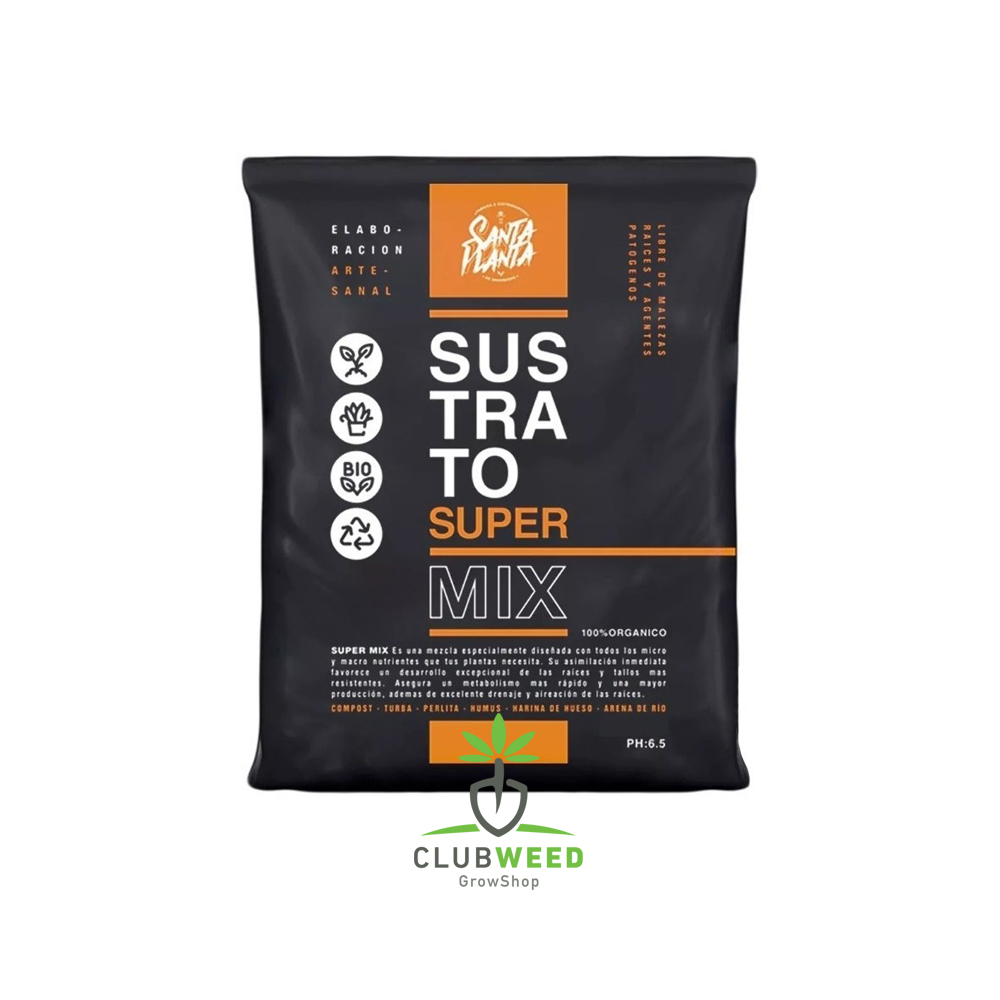 SANTA
PLANTA
ELABO-
RACION
ARTE-
SANAL
LIBRE DE MALEZAS
RAICES Y AGENTES
PATOGENOS
SUS
TRA
TO
SUPER
MIX
BIO
100%ORGANICO
SUPER MIX Es una mezcla especialmente diseñada con todos los micro
y macro nutrientes que tus plantas necesita. Su asimilación inmediata
favorece un desarrollo excepcional de las raíces y tallos mas
resistentes. Asegura un metabolismo mas rápido y una mayor
producción, ademas de excelente drenaje y aireación de las raíces.
COMPOST - TURBA - PERLITA - HUMUS - HARINA DE HUESO - ARENA DE RÍO
PH:6.5
CLUBWEED
GrowShop